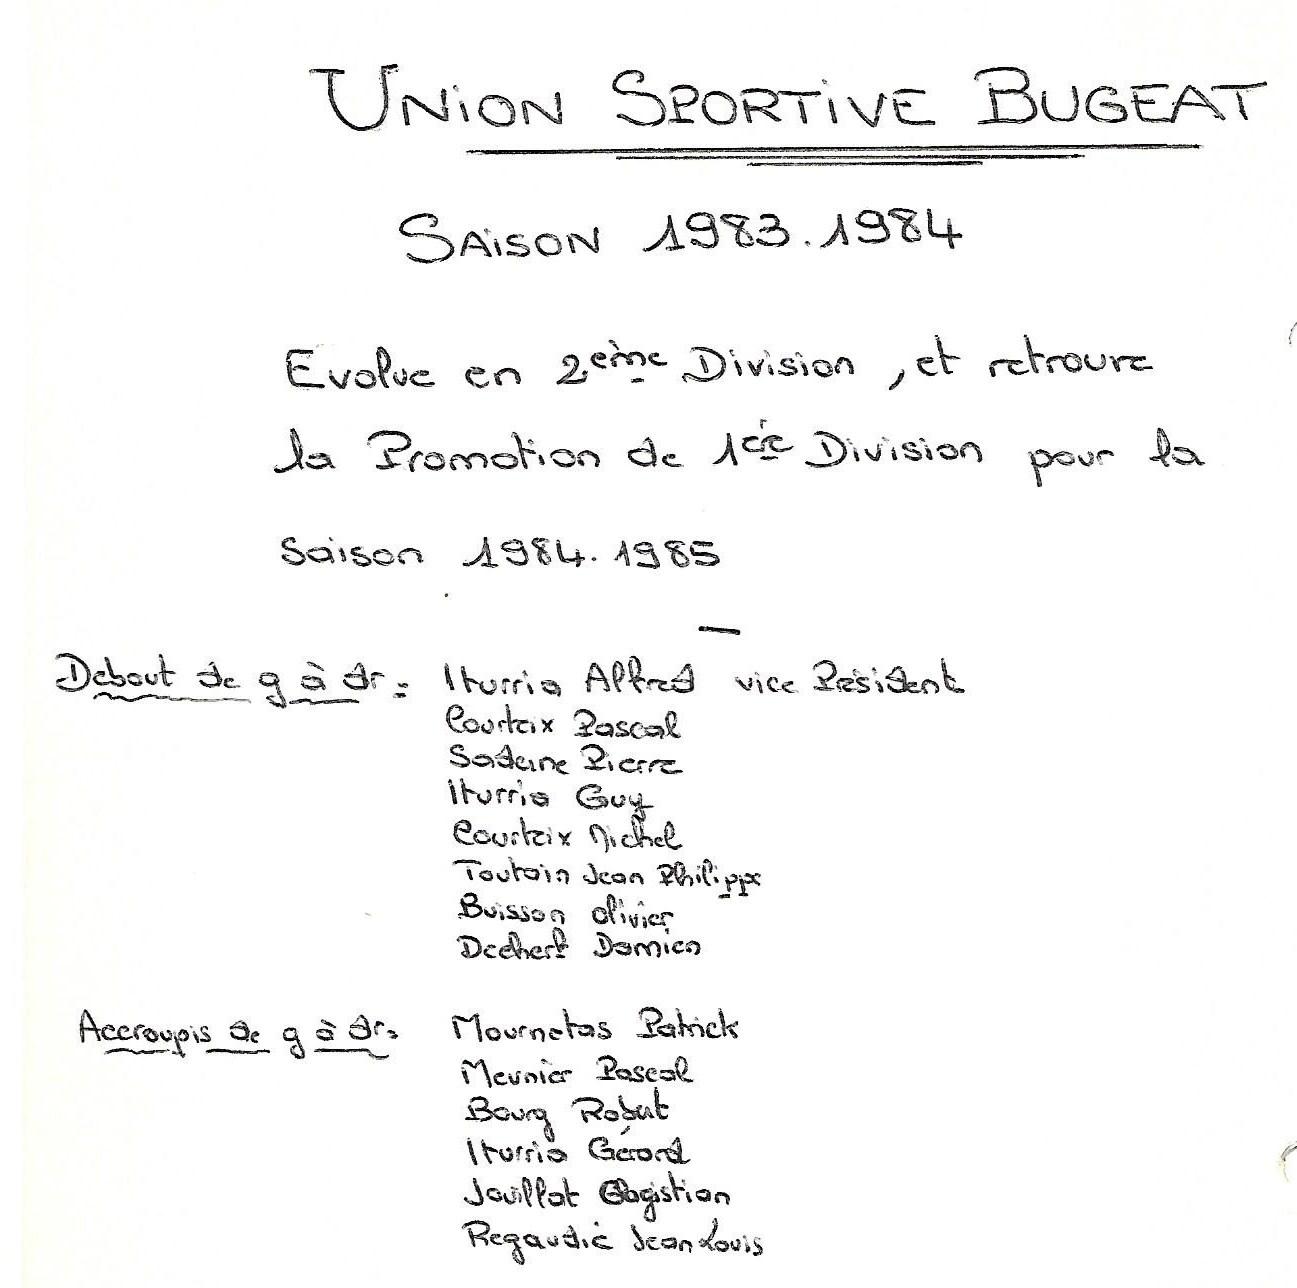 UNiON SPORTiVE BUGEAT
SAiSON 1983.1984
Evolue en 2eme Division, et retrouve
la Promotion de 1ère Division pour la
Saison 1984.1985
Debout de g à dr: Iturria Alfred vice Président
Courteix Pascal
Pierre
Iturria Guy
Courteix Michel
Toutain Jean Philippe
Buisson olivier
Dechert Damien
Accroupis de g à dr: Mournetas Patrick
Meunier Pascal
Bourg Robert
Iturria Gérard
Jouillat
Regaudie Jean Louis